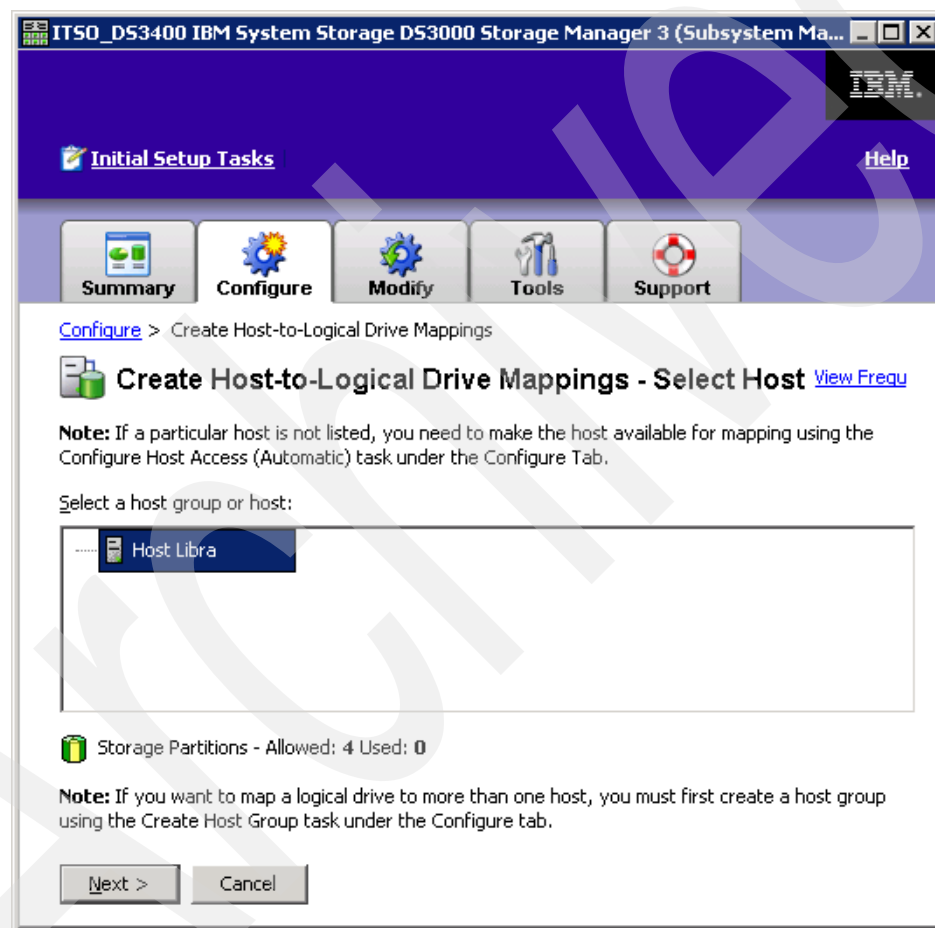 ITSO_DS3400 IBM System Storage DS3000 Storage Manager 3 (Subsystem Ma...
IBM.
Initial Setup Tasks
Help
Summary
Configure
Modify
Tools
Support
Configure > Create Host-to-Logical Drive Mappings
Create Host-to-Logical Drive Mappings - Select Host View Frequ
Note: If a particular host is not listed, you need to make the host available for mapping using the
Configure Host Access (Automatic) task under the Configure Tab.
Select a host group or host:
Host Libra
Storage Partitions - Allowed: 4 Used: 0
Note: If you want to map a logical drive to more than one host, you must first create a host group
using the Create Host Group task under the Configure tab.
Next >
Cancel